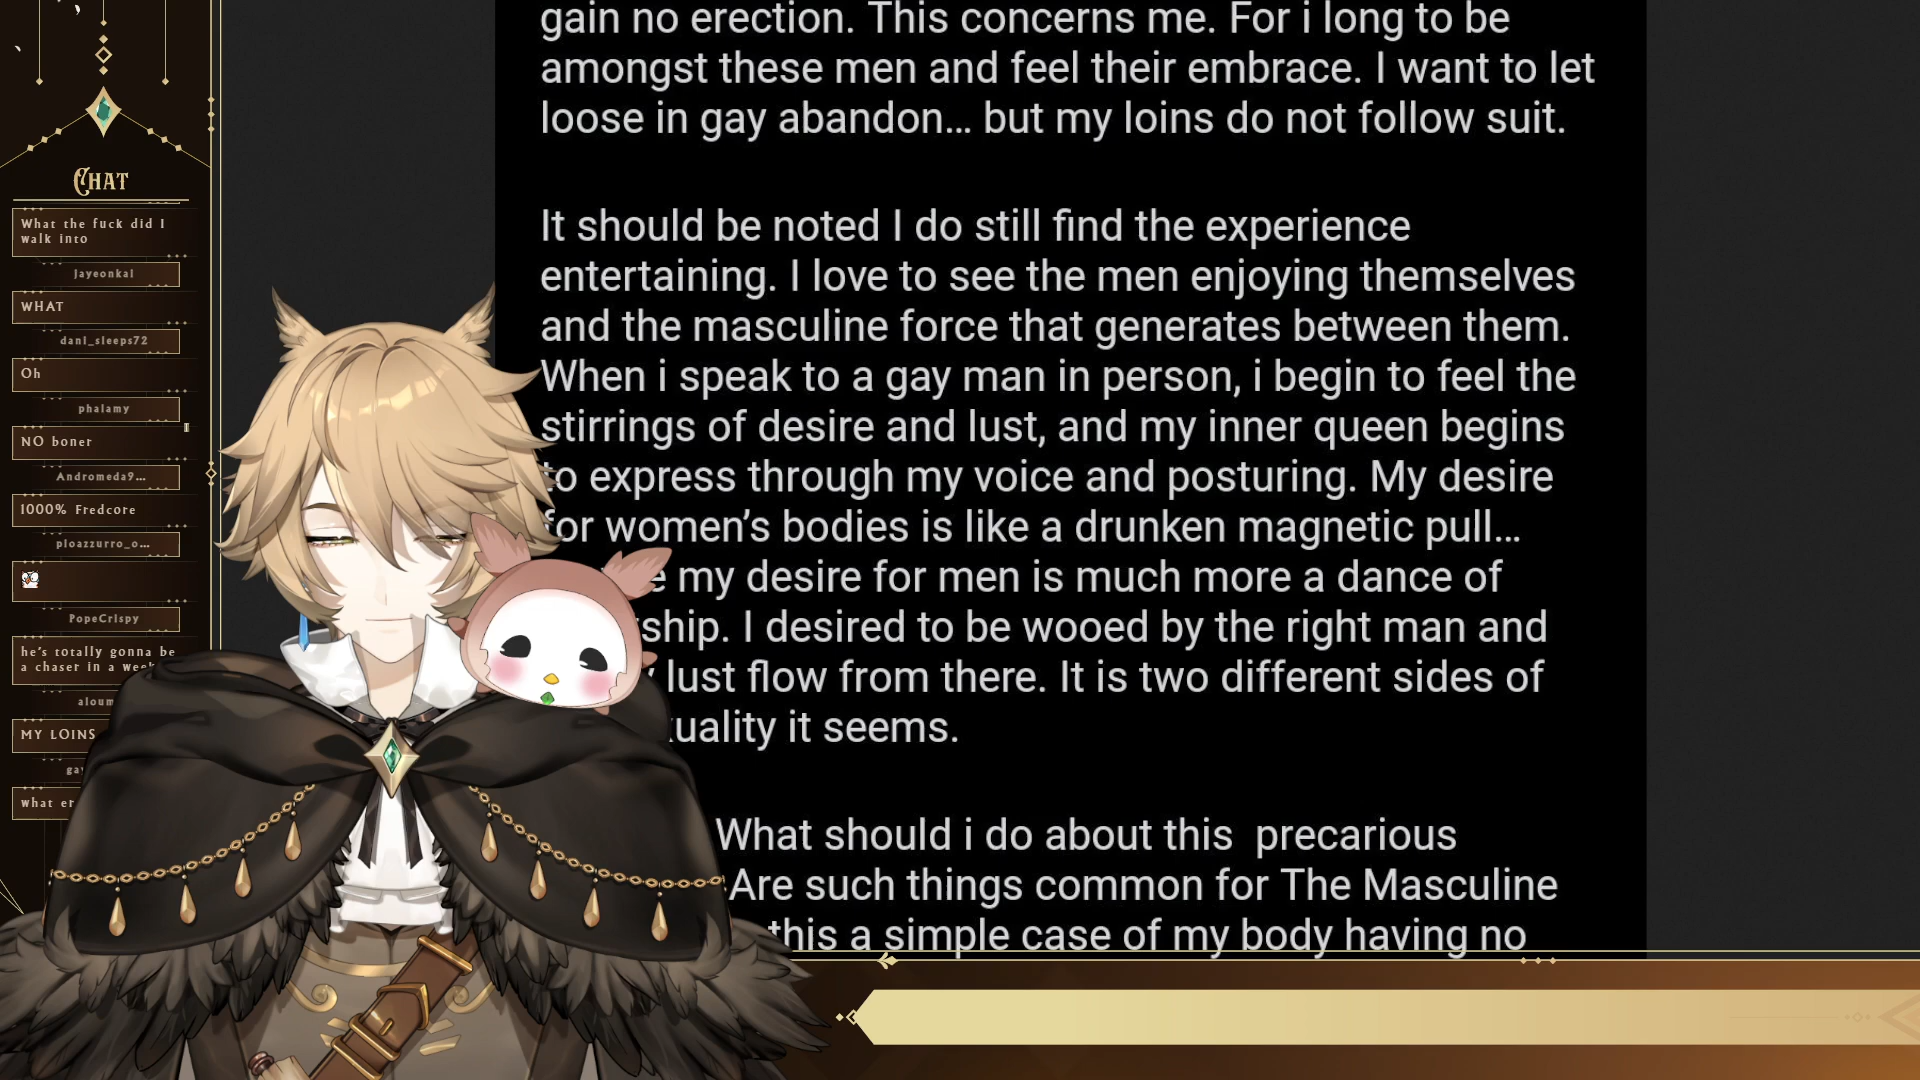 CHAT
What the fuck did I
walk into
Jayeonkai
WHAT
dani_sleeps72
Oh
phalamy
NO boner
Andromeda9...
1000% Fredcore
ploazzurro_o...
PopeCrispy
he's totally gonna be
a chaser in a week
aloum
MY LOINS
what er
gain no erection. This concerns me. For i long to be
amongst these men and feel their embrace. I want to let
loose in gay abandon... but my loins do not follow suit.
It should be noted I do still find the experience
entertaining. I love to see the men enjoying themselves
and the masculine force that generates between them.
When i speak to a gay man in person, i begin to feel the
stirrings of desire and lust, and my inner queen begins
to express through my voice and posturing. My desire
for women's bodies is like a drunken magnetic pull...
my desire for men is much more a dance of
I desired to be wooed by the right man and
lust flow from there. It is two different sides of
it seems.
What should i do about this precarious
Are such things common for The Masculine
this a simple case of my body having no